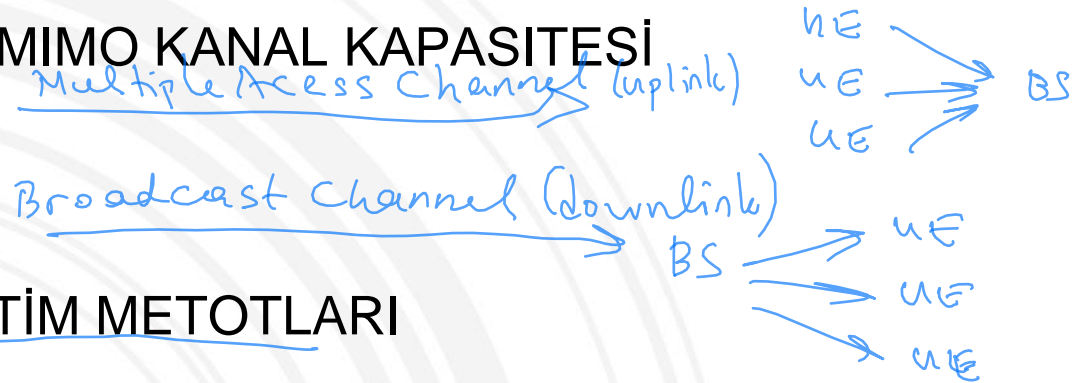 MIMO KANAL KAPASITESİ
Multiple Acess Channel (uplink)
UE
UE
UE
BS
Broadcast Channel (downlink)
BS
UE
UE
UE
TİM METOTLARI